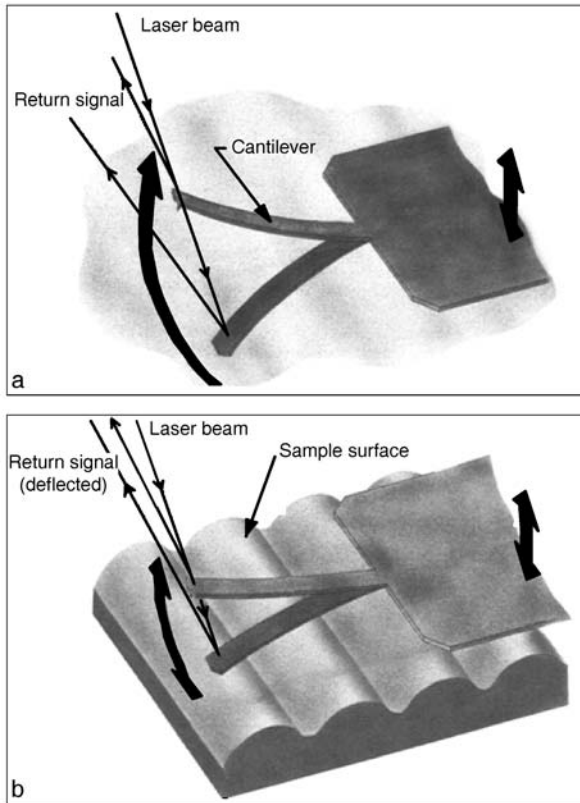 Laser beam
Return signal
Cantilever
a
Laser beam
Return signal
(deflected)
Sample surface
b